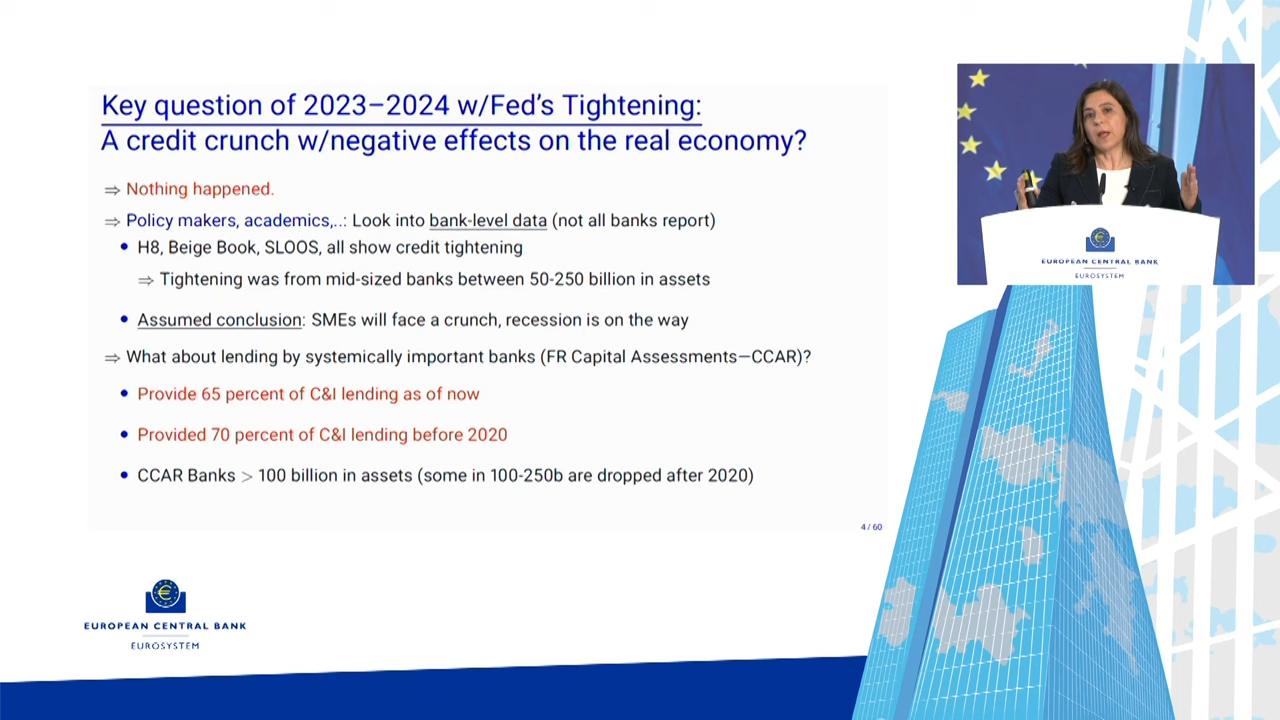 Key question of 2023–2024 w/Fed's Tightening:
A credit crunch w/negative effects on the real economy?
⇒ Nothing happened.
⇒ Policy makers, academics,..: Look into bank-level data (not all banks report)
• H8, Beige Book, SLOOS, all show credit tightening
⇒ Tightening was from mid-sized banks between 50-250 billion in assets
• Assumed conclusion: SMEs will face a crunch, recession is on the way
⇒ What about lending by systemically important banks (FR Capital Assessments—CCAR)?
• Provide 65 percent of C&I lending as of now
• Provided 70 percent of C&I lending before 2020
• CCAR Banks > 100 billion in assets (some in 100-250b are dropped after 2020)
4 / 60
EUROPEAN CENTRAL BANK
EUROSYSTEM
EUROPEAN CENTRAL BANK
EUROSYSTEM